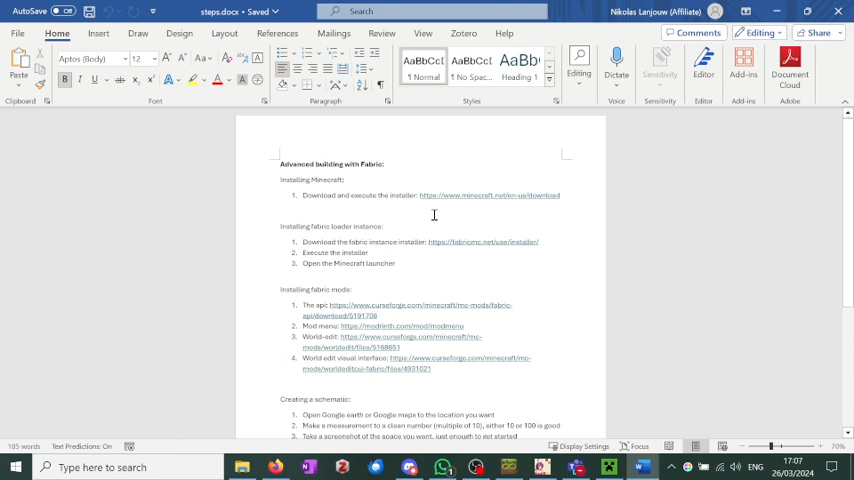 AutoSave Off steps.docx • Saved Search Nikolas Lanjouw (Affiliate)
File Home Insert Draw Design Layout References Mailings Review View Zotero Help Comments Editing Share
Aptos (Body) 12 AaBbCcD AaBbCcD AaBb
Paste Normal No Spac... Heading 1 Editing Dictate Sensitivity Editor Add-ins Document Cloud
Clipboard Font Paragraph Styles Voice Sensitivity Editor Add-ins Adobe
Advanced building with Fabric:
Installing Minecraft:
1. Download and execute the installer: https://www.minecraft.net/en-us/download
Installing fabric loader instance:
1. Download the fabric instance installer: https://fabricmc.net/use/installer/
2. Execute the installer
3. Open the Minecraft launcher
Installing fabric mods:
1. The api: https://www.curseforge.com/minecraft/mc-mods/fabric-
api/download/5191708
2. Mod menu: https://modrinth.com/mod/modmenu
3. World-edit: https://www.curseforge.com/minecraft/mc-
mods/worldedit/files/5168651
4. World edit visual interface: https://www.curseforge.com/minecraft/mc-
mods/worldeditcui-fabric/files/4931021
Creating a schematic:
1. Open Google earth or Google maps to the location you want
2. Make a measurement to a clean number (multiple of 10), either 10 or 100 is good
3. Take a screenshot of the space you want, just enough to get started
185 words Text Predictions: On Display Settings Focus 70%
Type here to search ENG 17:07
26/03/2024